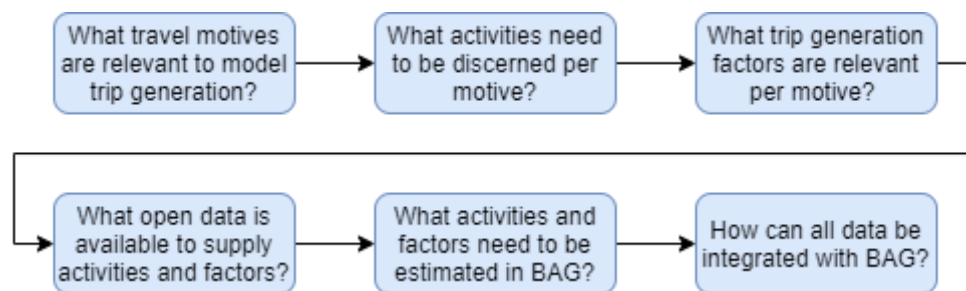 What travel motives
are relevant to model
trip generation?
What activities need
to be discerned per
motive?
What trip generation
factors are relevant
per motive?
What open data is
available to supply
activities and factors?
What activities and
factors need to be
estimated in BAG?
How can all data be
integrated with BAG?